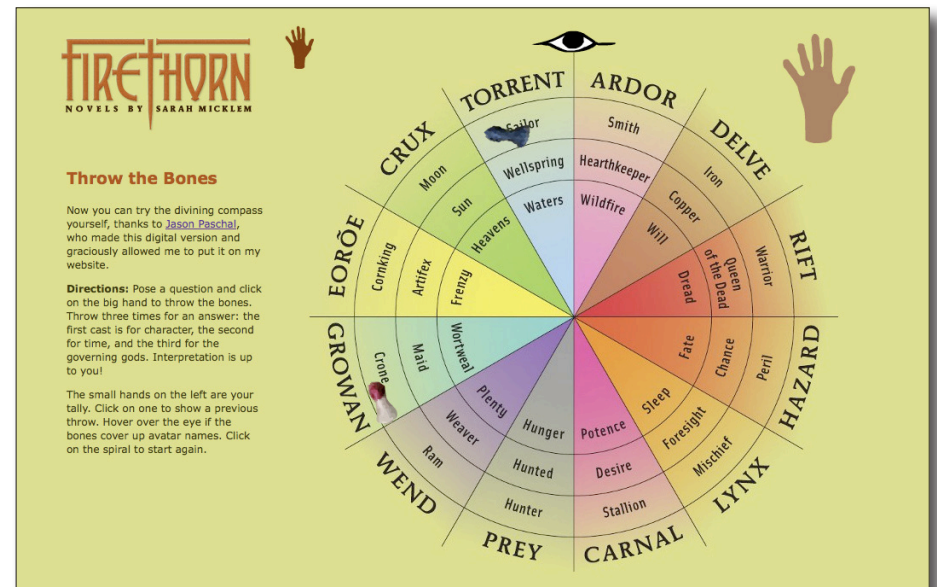 FIRETHORN
NOVELS BY SARAH MICKLEM
Throw the Bones
Now you can try the divining compass
yourself, thanks to Jason Paschal,
who made this digital version and
graciously allowed me to put it on my
website.
Directions: Pose a question and click
on the big hand to throw the bones.
Throw three times for an answer: the
first cast is for character, the second
for time, and the third for the
governing gods. Interpretation is up
to you!
The small hands on the left are your
tally. Click on one to show a previous
throw. Hover over the eye if the
bones cover up avatar names. Click
on the spiral to start again.
TORRENT
Sailor
Wellspring
Waters
ARDOR
Smith
Hearthkeeper
Wildfire
DELVE
Iron
Copper
Will
RIFT
Warrior
Queen
of the Dead
Dread
HAZARD
Peril
Chance
Fate
LYNX
Mischief
Foresight
Sleep
CARNAL
Stallion
Desire
Potence
PREY
Hunter
Hunted
Hunger
WEND
Ram
Weaver
Plenty
GROWAN
Crone
Maid
Wortweal
EORÕE
Cornking
Artifex
Frenzy
CRUX
Moon
Sun
Heavens